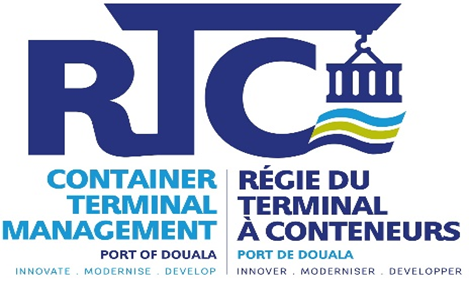 RTC
CONTAINER
TERMINAL
MANAGEMENT
PORT OF DOUALA
INNOVATE . MODERNISE . DEVELOP
RÉGIE DU
TERMINAL
À CONTENEURS
PORT DE DOUALA
INNOVER . MODERNISER . DEVELOPPER